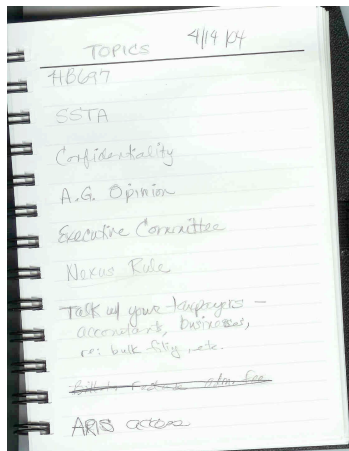 TOPICS 4/19/04
HB697
SSTA
Confidentiality
A.G. Opinion
Executive Committee
Nexus Rule
Talk w/ your taxpayers -
accountants, businesses,
re: bulk filing, etc.
ARIS access